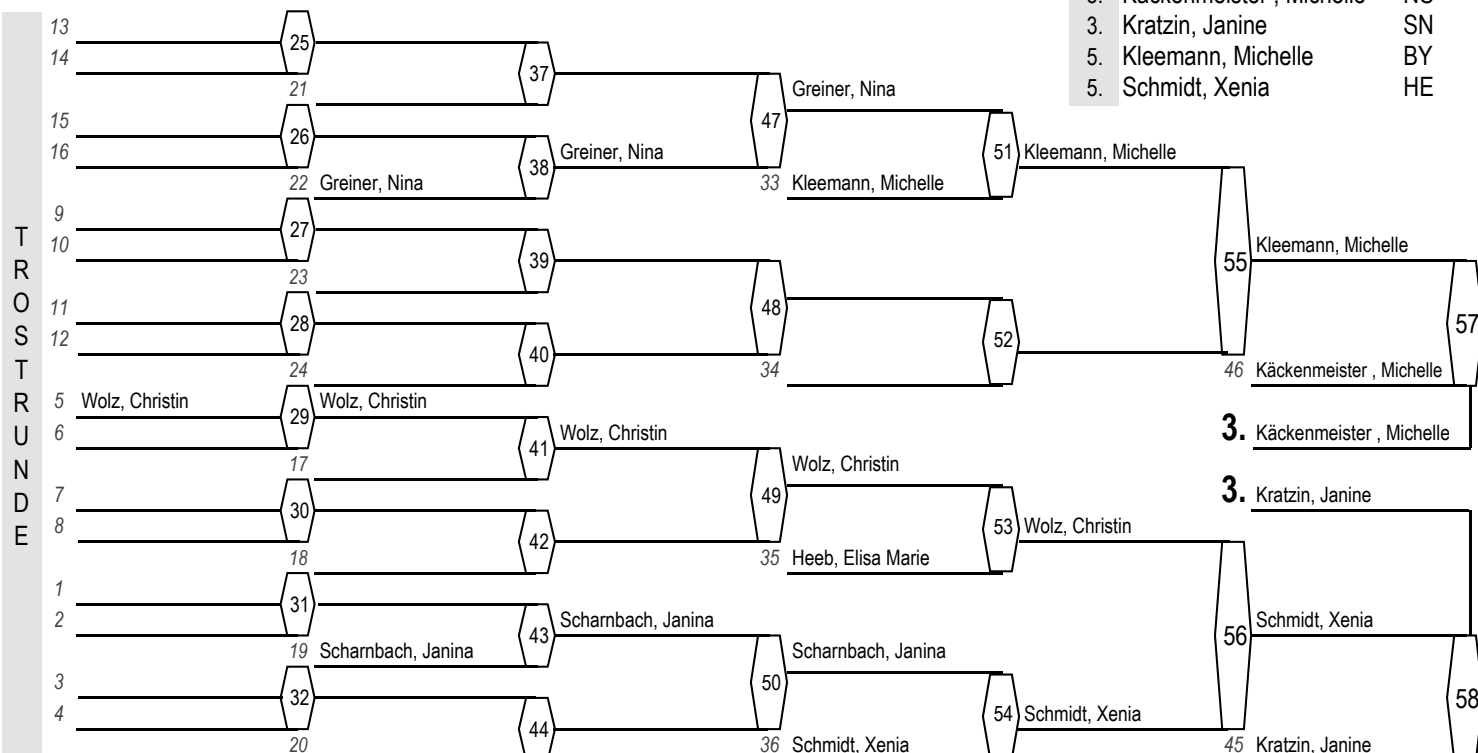 3. Käckenmeister , Michelle NS
3. Kratzin, Janine SN
5. Kleemann, Michelle BY
5. Schmidt, Xenia HE
TROSTRUNDE
13
25
14
37
21
Greiner, Nina
15
47
26
16
38 Greiner, Nina
51 Kleemann, Michelle
22 Greiner, Nina
33 Kleemann, Michelle
9
27
10
39
Kleemann, Michelle
55
23
11
48
28
57
12
40
52
24
34
46 Käckenmeister , Michelle
5 Wolz, Christin
29 Wolz, Christin
6
41 Wolz, Christin
3. Käckenmeister , Michelle
17
Wolz, Christin
7
49
3. Kratzin, Janine
30
8
42
53 Wolz, Christin
18
35 Heeb, Elisa Marie
1
31
2
43 Scharnbach, Janina
Schmidt, Xenia
56
19 Scharnbach, Janina
Scharnbach, Janina
3
50
32
58
4
44
54 Schmidt, Xenia
20
36 Schmidt, Xenia
45 Kratzin, Janine